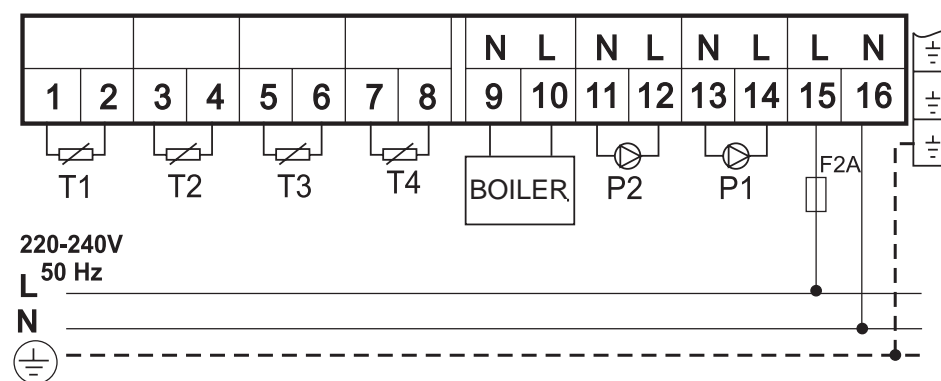 N L N L N L L N
1 2 3 4 5 6 7 8 9 10 11 12 13 14 15 16
T1 T2 T3 T4 BOILER P2 P1 F2A
220-240V
50 Hz
L
N